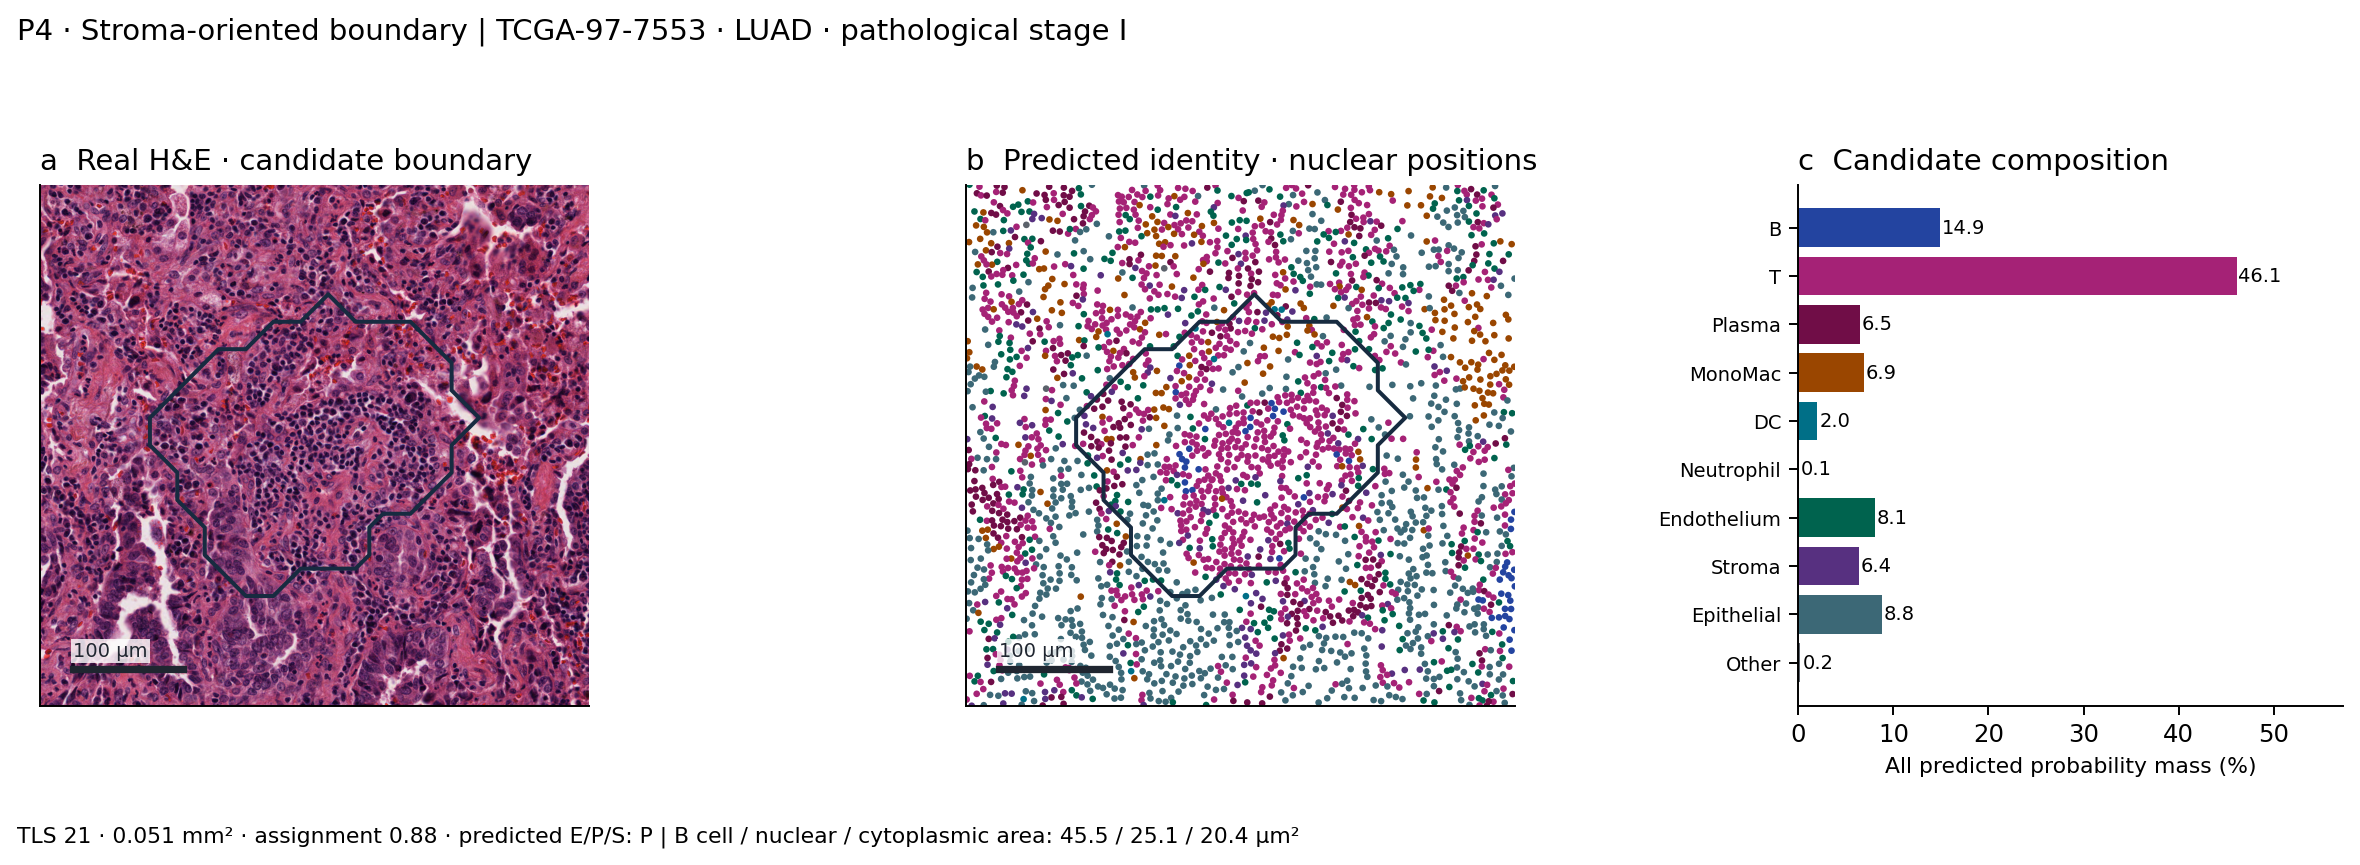 P4 · Stroma-oriented boundary | TCGA-97-7553 · LUAD · pathological stage I
a Real H&E · candidate boundary
100 µm
b Predicted identity · nuclear positions
100 µm
c Candidate composition
B 14.9
T 46.1
Plasma 6.5
MonoMac 6.9
DC 2.0
Neutrophil 0.1
Endothelium 8.1
Stroma 6.4
Epithelial 8.8
Other 0.2
0 10 20 30 40 50
All predicted probability mass (%)
TLS 21 · 0.051 mm² · assignment 0.88 · predicted E/P/S: P | B cell / nuclear / cytoplasmic area: 45.5 / 25.1 / 20.4 µm²